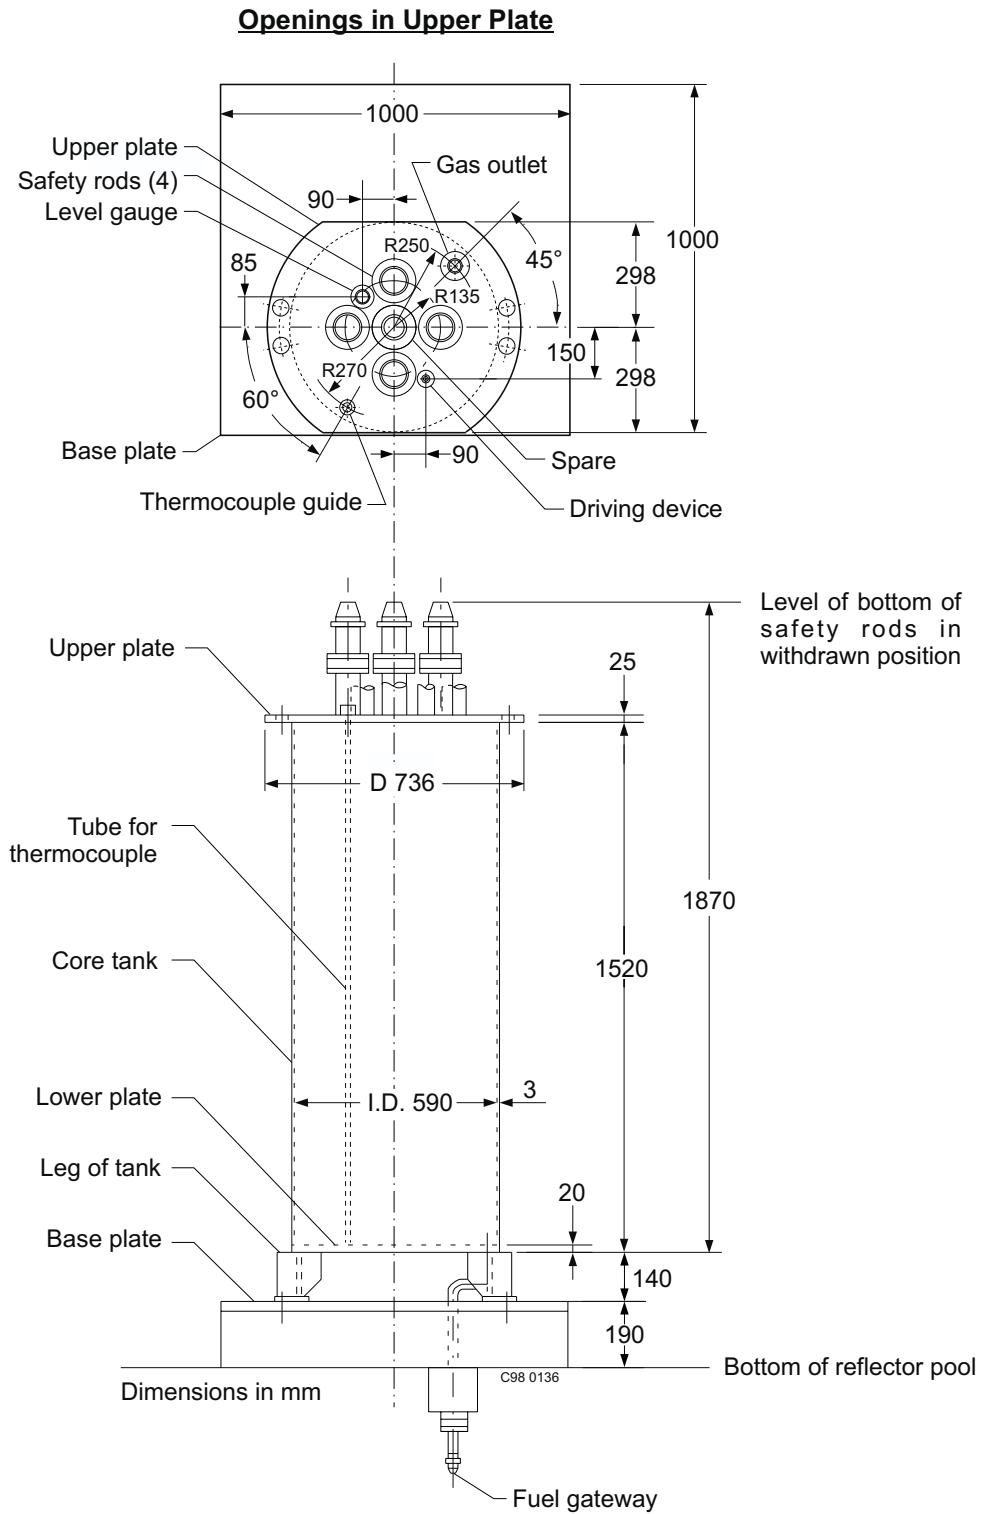 Openings in Upper Plate
1000
Upper plate
Gas outlet
Safety rods (4)
90
Level gauge
1000
R250
45°
85
298
R135
150
R270
298
60°
Base plate
90
Spare
Thermocouple guide
Driving device
Level of bottom of
safety rods in
withdrawn position
Upper plate
25
D 736
Tube for
thermocouple
1870
Core tank
1520
Lower plate
I.D. 590
3
Leg of tank
20
Base plate
140
190
Bottom of reflector pool
C98 0136
Dimensions in mm
Fuel gateway